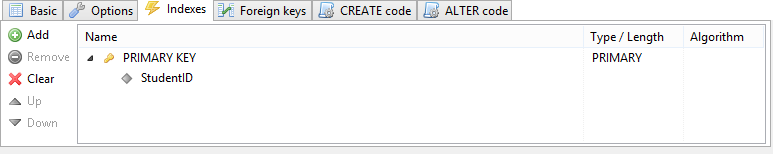 Basic Options Indexes Foreign keys CREATE code ALTER code
Add Name Type / Length Algorithm
Remove PRIMARY KEY PRIMARY
Clear StudentID
Up
Down